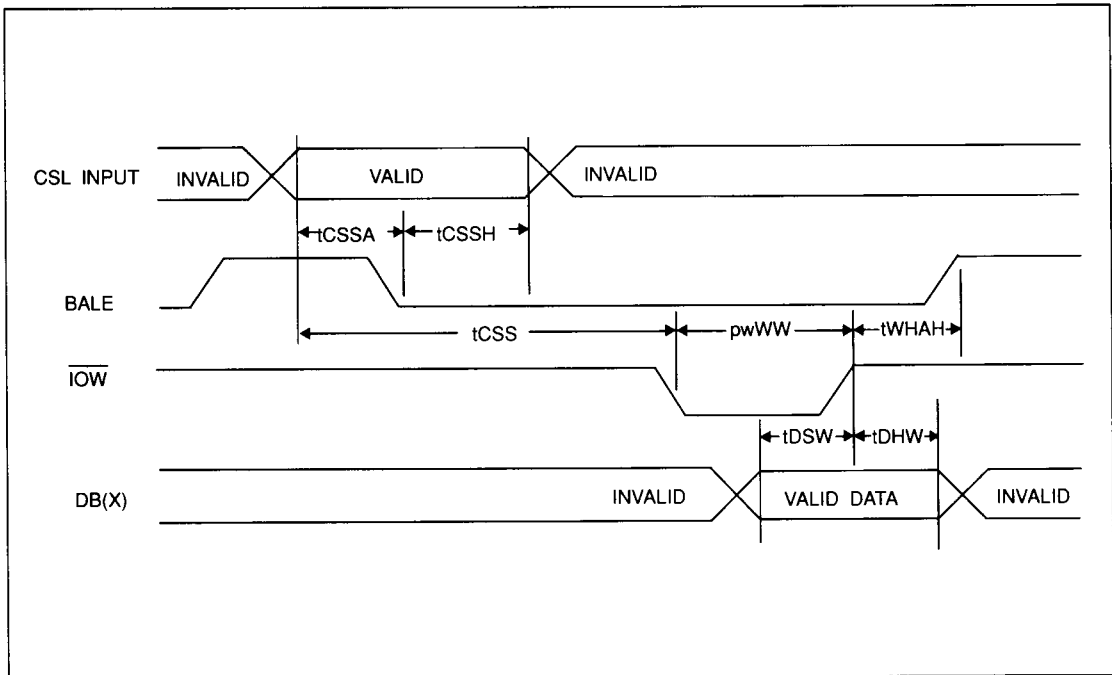 CSL INPUT INVALID VALID INVALID
tCSSA tCSSH
BALE
tCSS pwWW tWHAH
IOW
tDSW tDHW
DB(X) INVALID VALID DATA INVALID